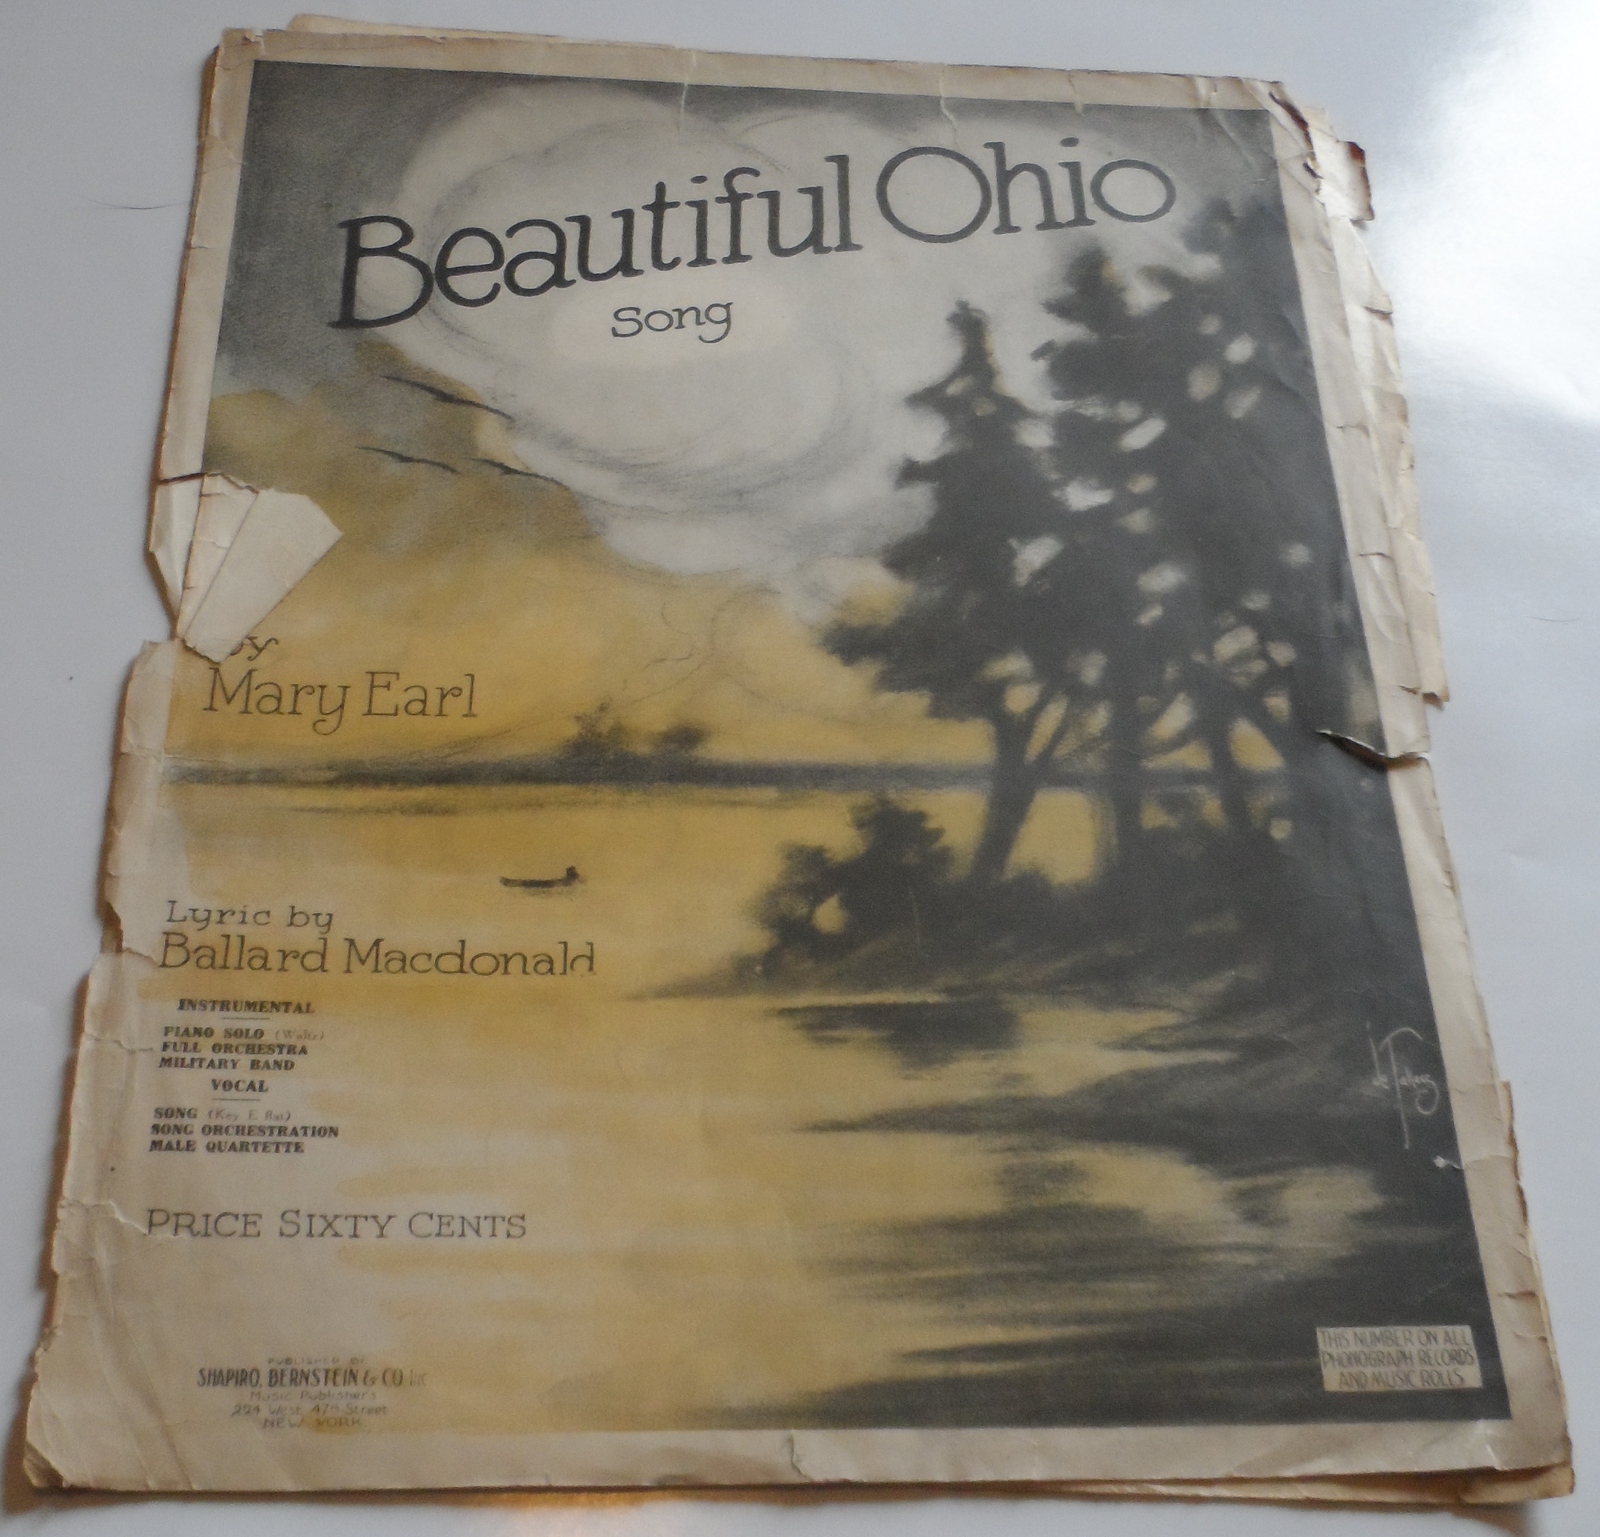 Beautiful Ohio
Song
by
Mary Earl
Lyric by
Ballard Macdonald
INSTRUMENTAL
PIANO SOLO (Waltz)
FULL ORCHESTRA
MILITARY BAND
VOCAL
SONG (Key E flat)
SONG ORCHESTRATION
MALE QUARTETTE
PRICE SIXTY CENTS
PUBLISHED BY
SHAPIRO, BERNSTEIN & CO. Inc
Music Publishers
224 West 47th Street
NEW YORK
THIS NUMBER ON ALL
PHONOGRAPH RECORDS
AND MUSIC ROLLS